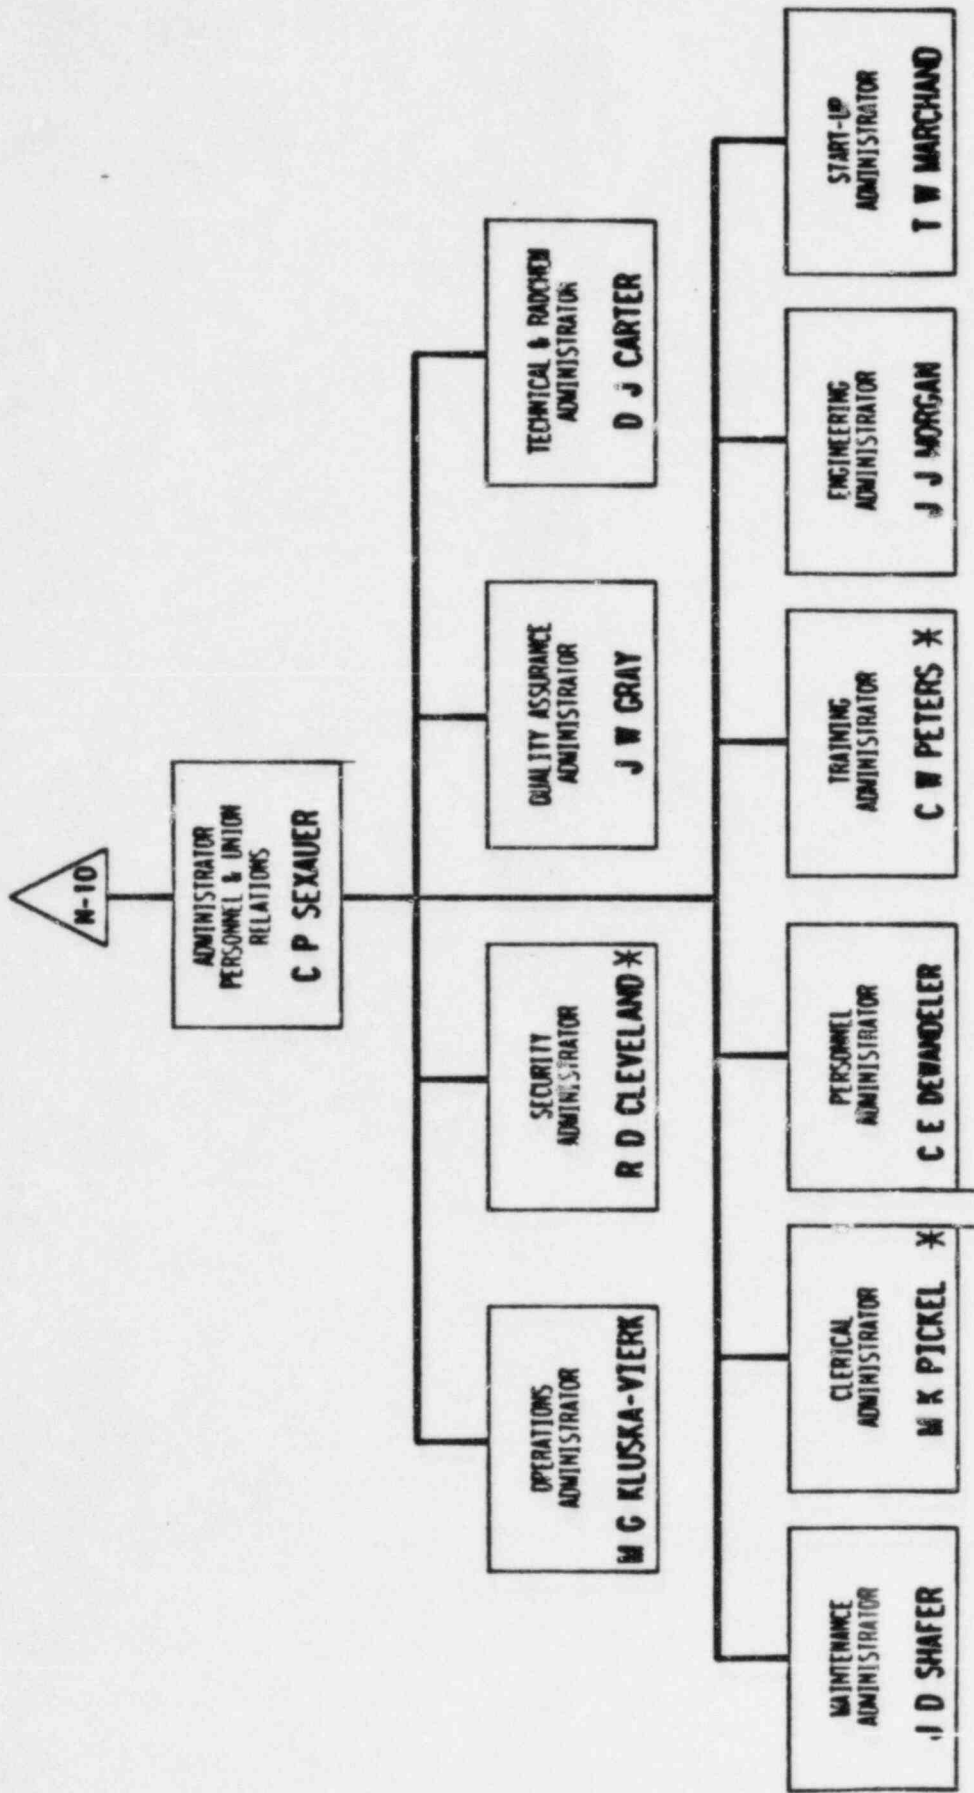 N-10
ADMINISTRATOR
PERSONNEL & UNION
RELATIONS
C P SEXAUER
OPERATIONS
ADMINISTRATOR
M G KLUSKA-VIERK
SECURITY
ADMINISTRATOR
R D CLEVELAND *
QUALITY ASSURANCE
ADMINISTRATOR
J W GRAY
TECHNICAL & RADCHEM
ADMINISTRATOR
D J CARTER
MAINTENANCE
ADMINISTRATOR
J D SHAFER
CLERICAL
ADMINISTRATOR
M K PICKEL *
PERSONNEL
ADMINISTRATOR
C E DEWANDELER
TRAINING
ADMINISTRATOR
C W PETERS *
ENGINEERING
ADMINISTRATOR
J J MORGAN
START-UP
ADMINISTRATOR
T W MARCHAND